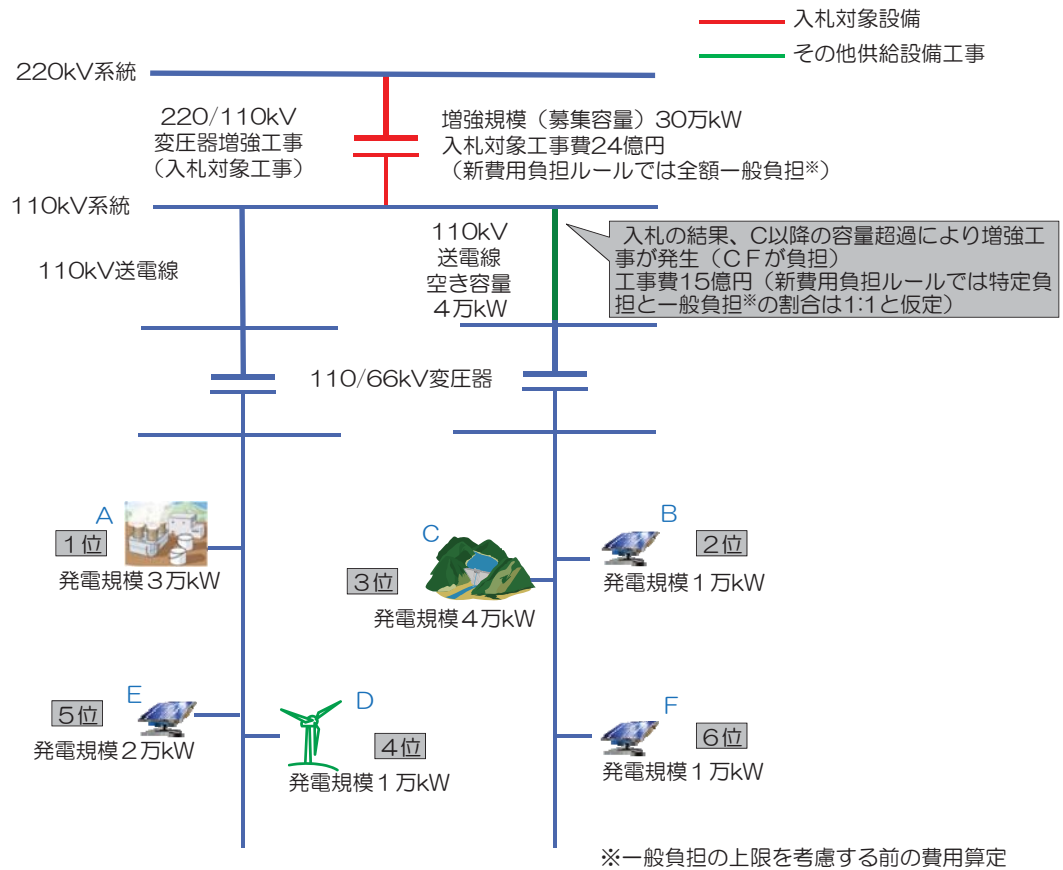 入札対象設備
その他供給設備工事
220kV系統
220/110kV
変圧器増強工事
（入札対象工事）
増強規模（募集容量）30万kW
入札対象工事費24億円
（新費用負担ルールでは全額一般負担※）
110kV系統
110kV送電線
110kV
送電線
空き容量
4万kW
入札の結果、C以降の容量超過により増強工
事が発生（ＣＦが負担）
工事費15億円（新費用負担ルールでは特定負
担と一般負担※の割合は1:1と仮定）
110/66kV変圧器
A
1位
発電規模３万kW
B
2位
発電規模１万kW
C
3位
発電規模４万kW
E
5位
発電規模２万kW
D
4位
発電規模１万kW
F
6位
発電規模１万kW
※一般負担の上限を考慮する前の費用算定